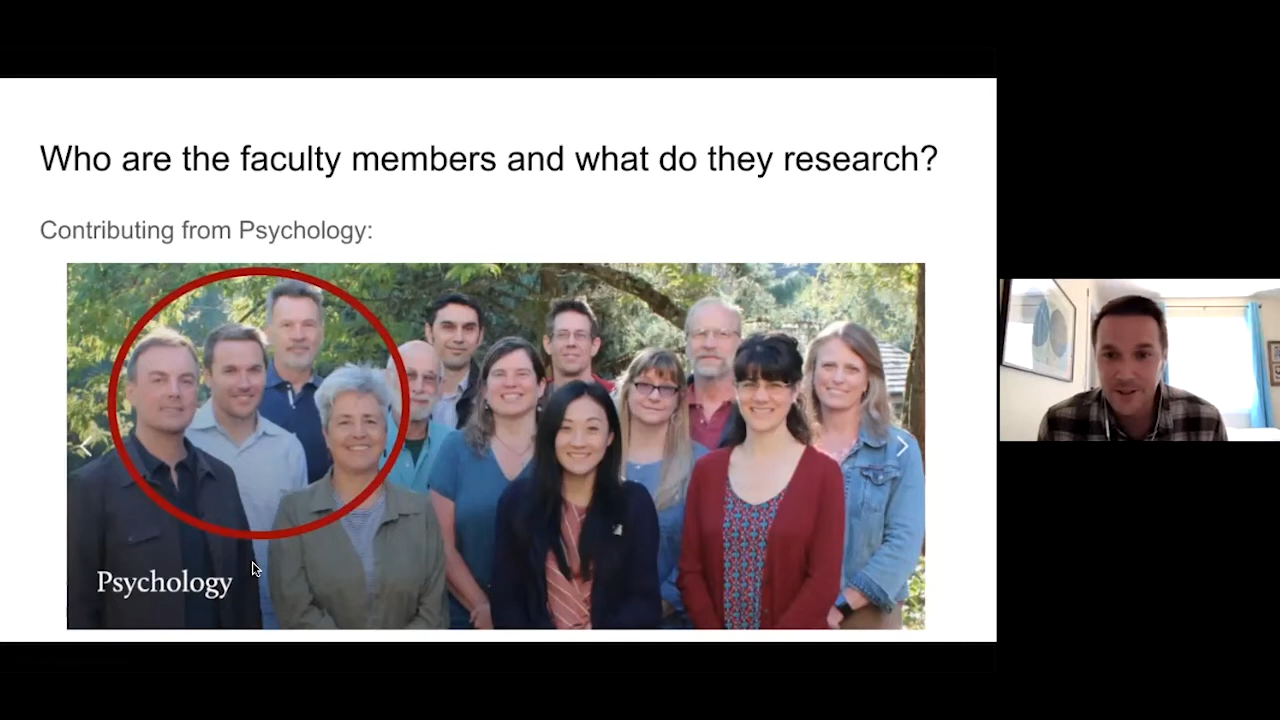 Who are the faculty members and what do they research?
Contributing from Psychology:
Psychology